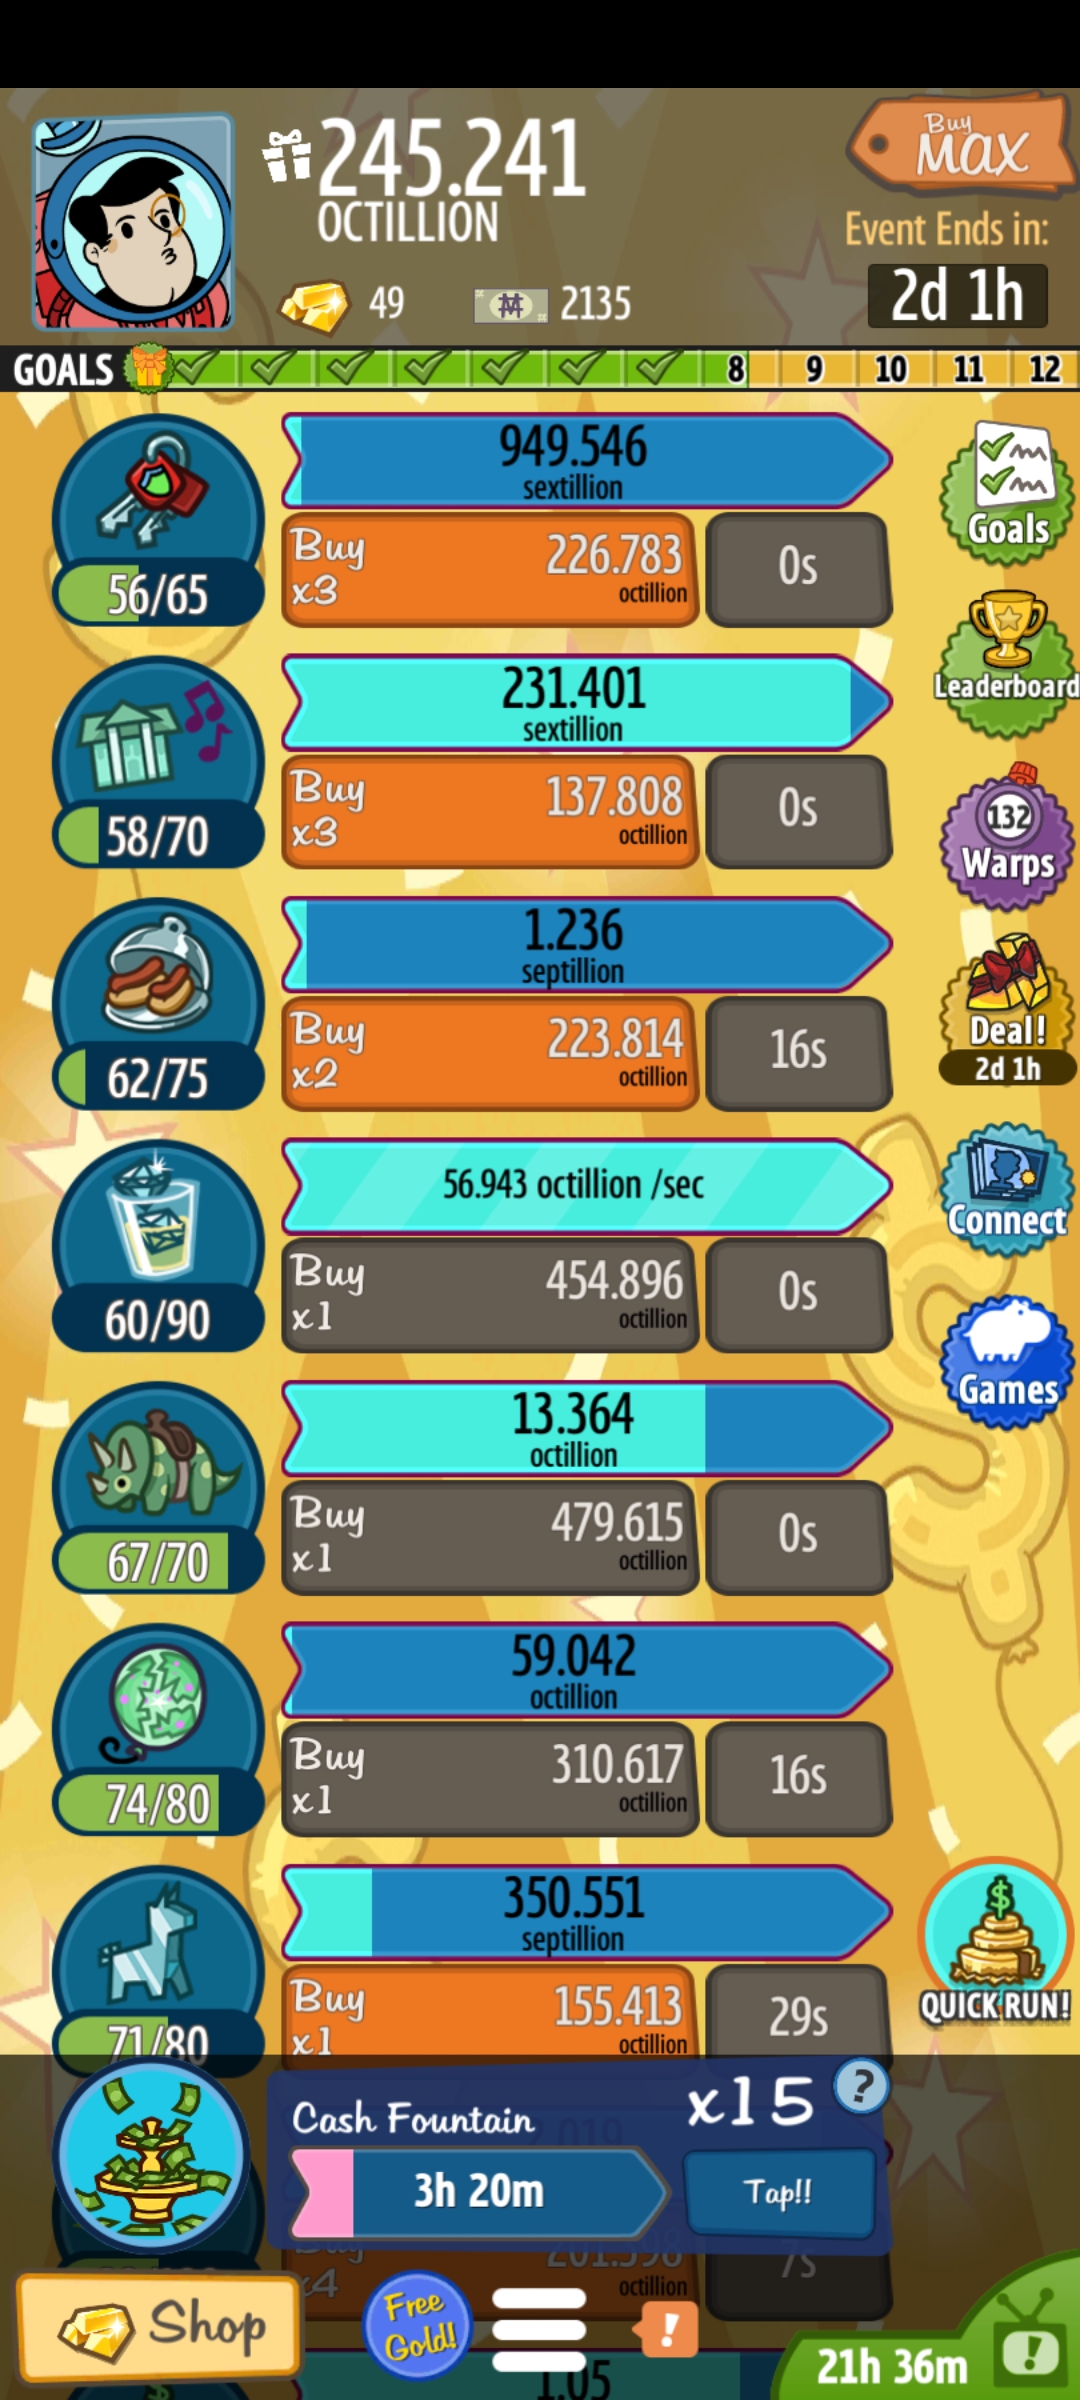 245.241
OCTILLION
Buy
MAX
Event Ends in:
2d 1h
49
2135
GOALS 8 9 10 11 12
949.546
sextillion
56/65
Buy
x3
226.783
octillion
0s
Goals
231.401
sextillion
58/70
Buy
x3
137.808
octillion
0s
Leaderboard
132
Warps
1.236
septillion
62/75
Buy
x2
223.814
octillion
16s
Deal!
2d 1h
56.943 octillion /sec
60/90
Buy
x1
454.896
octillion
0s
Connect
Games
13.364
octillion
67/70
Buy
x1
479.615
octillion
0s
59.042
octillion
74/80
Buy
x1
310.617
octillion
16s
350.551
septillion
71/80
Buy
x1
155.413
octillion
29s
$
QUICK RUN!
Cash Fountain
x15
?
3h 20m
Tap!!
x4
octillion
7s
Shop
Free
Gold!
!
21h 36m
!
1.05